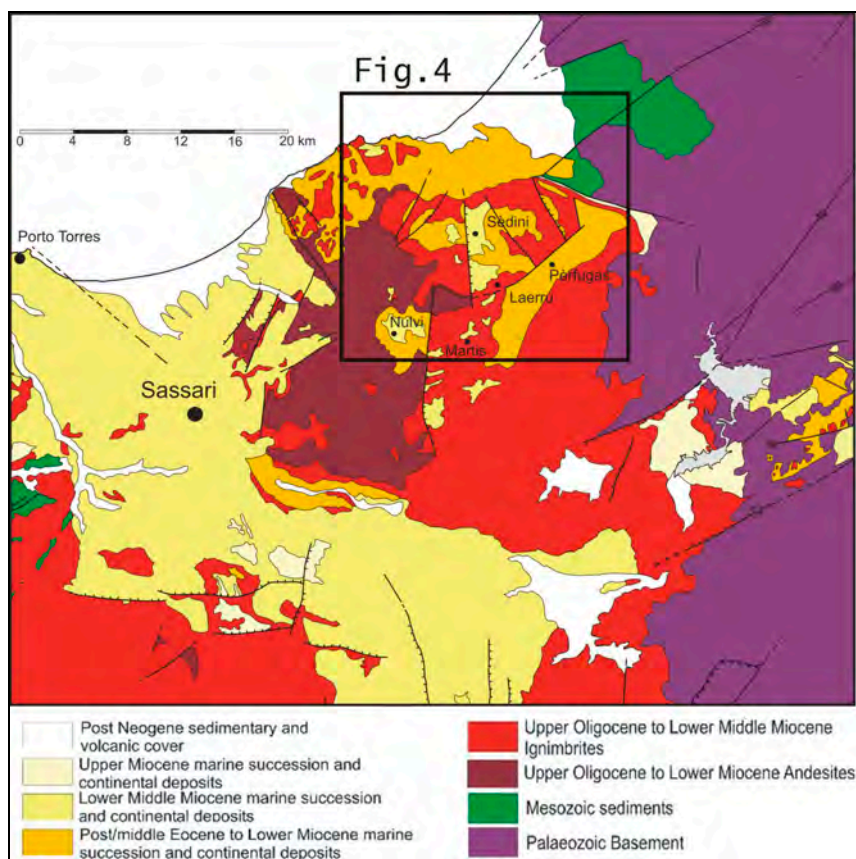 Fig.4
0 4 8 12 16 20 km
Porto Torres
Sèdini
Pèrfugas
Laerru
Nulvi
Martis
Sassari
Post Neogene sedimentary and
volcanic cover
Upper Miocene marine succession and
continental deposits
Lower Middle Miocene marine succession
and continental deposits
Post/middle Eocene to Lower Miocene marine
succession and continental deposits
Upper Oligocene to Lower Middle Miocene
Ignimbrites
Upper Oligocene to Lower Miocene Andesites
Mesozoic sediments
Palaeozoic Basement